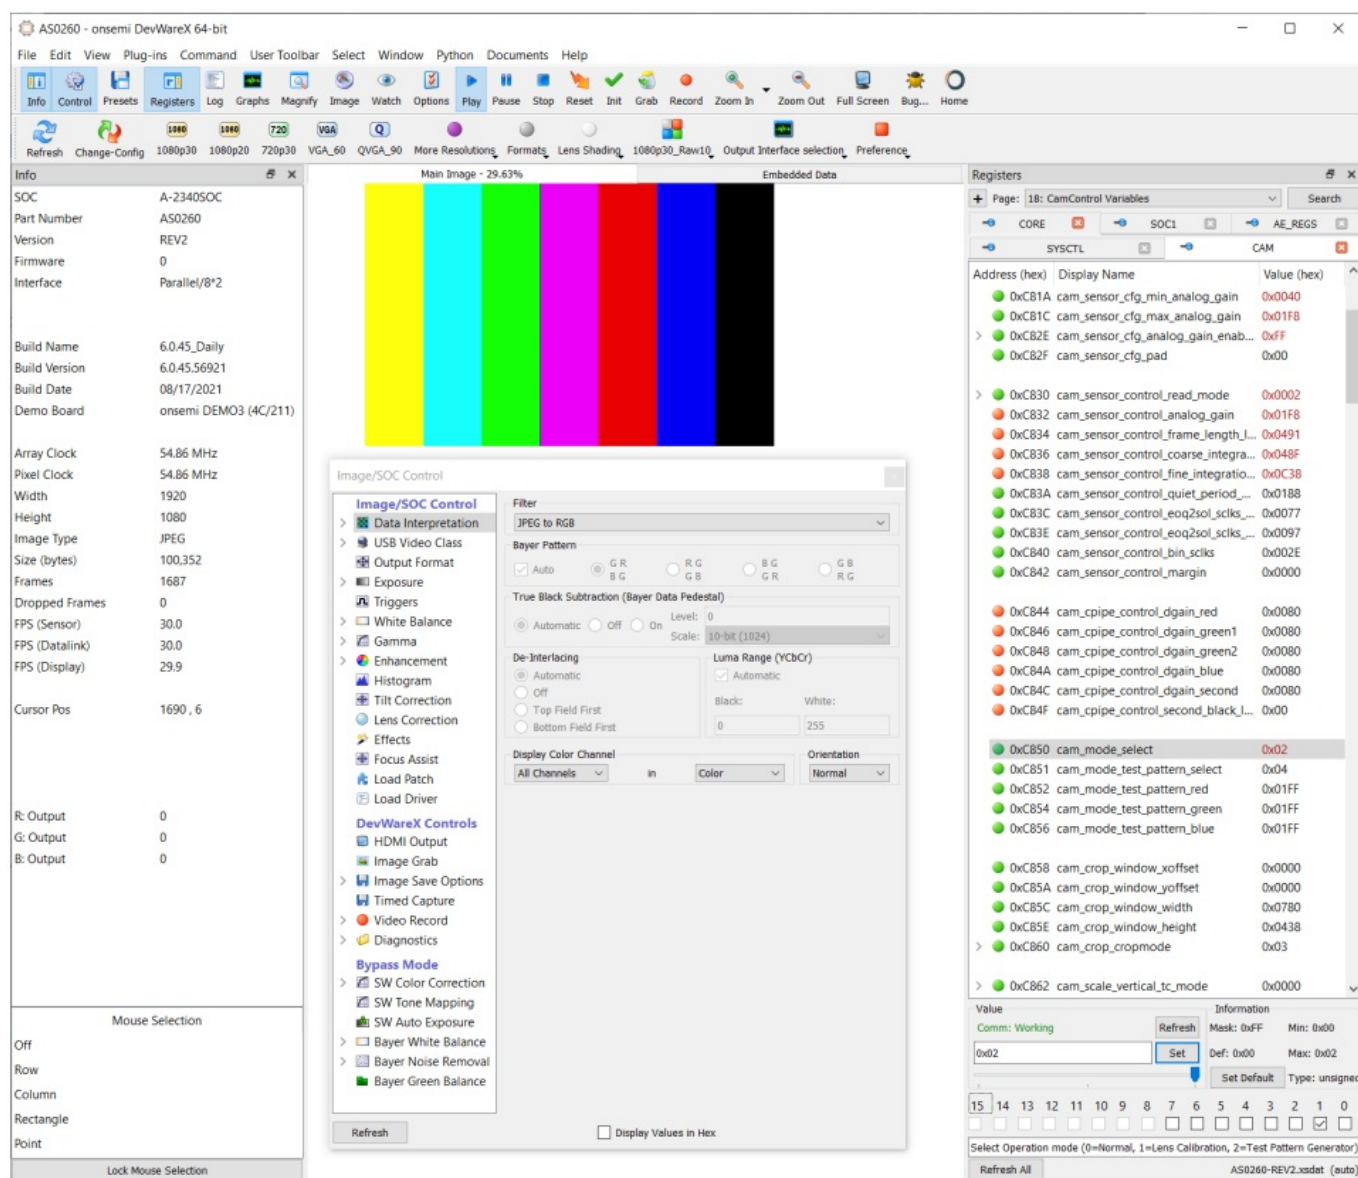 AS0260 - onsemi DevWareX 64-bit
File Edit View Plug-ins Command User Toolbar Select Window Python Documents Help
Info Control Presets Registers Log Graphs Magnify Image Watch Options Play Pause Stop Reset Init Grab Record Zoom In Zoom Out Full Screen Bug... Home
1080 1080 720 VGA Q
Refresh Change-Config 1080p30 1080p20 720p30 VGA_60 QVGA_90 More Resolutions Formats Lens Shading 1080p30_Raw10 Output Interface selection Preference
Info
SOC A-2340SOC
Part Number AS0260
Version REV2
Firmware 0
Interface Parallel/8*2
Build Name 6.0.45_Daily
Build Version 6.0.45.56921
Build Date 08/17/2021
Demo Board onsemi DEMO3 (4C/211)
Array Clock 54.86 MHz
Pixel Clock 54.86 MHz
Width 1920
Height 1080
Image Type JPEG
Size (bytes) 100,352
Frames 1687
Dropped Frames 0
FPS (Sensor) 30.0
FPS (Datalink) 30.0
FPS (Display) 29.9
Cursor Pos 1690 , 6
R: Output 0
G: Output 0
B: Output 0
Mouse Selection
Off
Row
Column
Rectangle
Point
Lock Mouse Selection
Main Image - 29.63% Embedded Data
Image/SOC Control
Image/SOC Control
Data Interpretation
USB Video Class
Output Format
Exposure
Triggers
White Balance
Gamma
Enhancement
Histogram
Tilt Correction
Lens Correction
Effects
Focus Assist
Load Patch
Load Driver
DevWareX Controls
HDMI Output
Image Grab
Image Save Options
Timed Capture
Video Record
Diagnostics
Bypass Mode
SW Color Correction
SW Tone Mapping
SW Auto Exposure
Bayer White Balance
Bayer Noise Removal
Bayer Green Balance
Filter
JPEG to RGB
Bayer Pattern
Auto G R R G B G G B
B G G B G R R G
True Black Subtraction (Bayer Data Pedestal)
Automatic Off On Level: 0
Scale: 10-bit (1024)
De-Interlacing Luma Range (YCbCr)
Automatic Automatic
Off Black: White:
Top Field First
Bottom Field First 0 255
Display Color Channel Orientation
All Channels in Color Normal
Refresh Display Values in Hex
Registers
+ Page: 18: CamControl Variables Search
CORE SOC1 AE_REGS
SYSCTL CAM
Address (hex) Display Name Value (hex)
0xC81A cam_sensor_cfg_min_analog_gain 0x0040
0xC81C cam_sensor_cfg_max_analog_gain 0x01F8
0xC82E cam_sensor_cfg_analog_gain_enab... 0xFF
0xC82F cam_sensor_cfg_pad 0x00
0xC830 cam_sensor_control_read_mode 0x0002
0xC832 cam_sensor_control_analog_gain 0x01F8
0xC834 cam_sensor_control_frame_length_l... 0x0491
0xC836 cam_sensor_control_coarse_integra... 0x048F
0xC838 cam_sensor_control_fine_integratio... 0x0C38
0xC83A cam_sensor_control_quiet_period_... 0x0188
0xC83C cam_sensor_control_eoq2sol_sclks_... 0x0077
0xC83E cam_sensor_control_eoq2sol_sclks_... 0x0097
0xC840 cam_sensor_control_bin_sclks 0x002E
0xC842 cam_sensor_control_margin 0x0000
0xC844 cam_cpipe_control_dgain_red 0x0080
0xC846 cam_cpipe_control_dgain_green1 0x0080
0xC848 cam_cpipe_control_dgain_green2 0x0080
0xC84A cam_cpipe_control_dgain_blue 0x0080
0xC84C cam_cpipe_control_dgain_second 0x0080
0xC84F cam_cpipe_control_second_black_l... 0x00
0xC850 cam_mode_select 0x02
0xC851 cam_mode_test_pattern_select 0x04
0xC852 cam_mode_test_pattern_red 0x01FF
0xC854 cam_mode_test_pattern_green 0x01FF
0xC856 cam_mode_test_pattern_blue 0x01FF
0xC858 cam_crop_window_xoffset 0x0000
0xC85A cam_crop_window_yoffset 0x0000
0xC85C cam_crop_window_width 0x0780
0xC85E cam_crop_window_height 0x0438
0xC860 cam_crop_cropmode 0x03
0xC862 cam_scale_vertical_tc_mode 0x0000
Value Information
Comm: Working Refresh Mask: 0xFF Min: 0x00
0x02 Set Def: 0x00 Max: 0x02
Set Default Type: unsigned
15 14 13 12 11 10 9 8 7 6 5 4 3 2 1 0
Select Operation mode (0=Normal, 1=Lens Calibration, 2=Test Pattern Generator)
Refresh All AS0260-REV2.xsdat (auto)